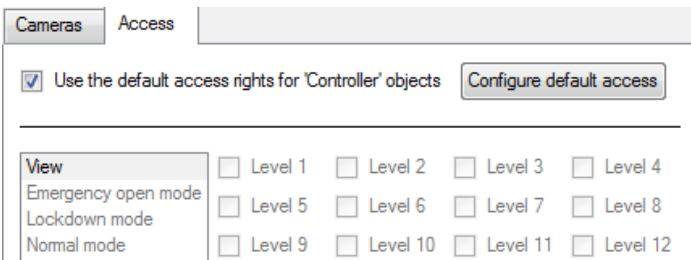 Cameras Access
Use the default access rights for 'Controller' objects Configure default access
View Level 1 Level 2 Level 3 Level 4
Emergency open mode
Lockdown mode Level 5 Level 6 Level 7 Level 8
Normal mode Level 9 Level 10 Level 11 Level 12